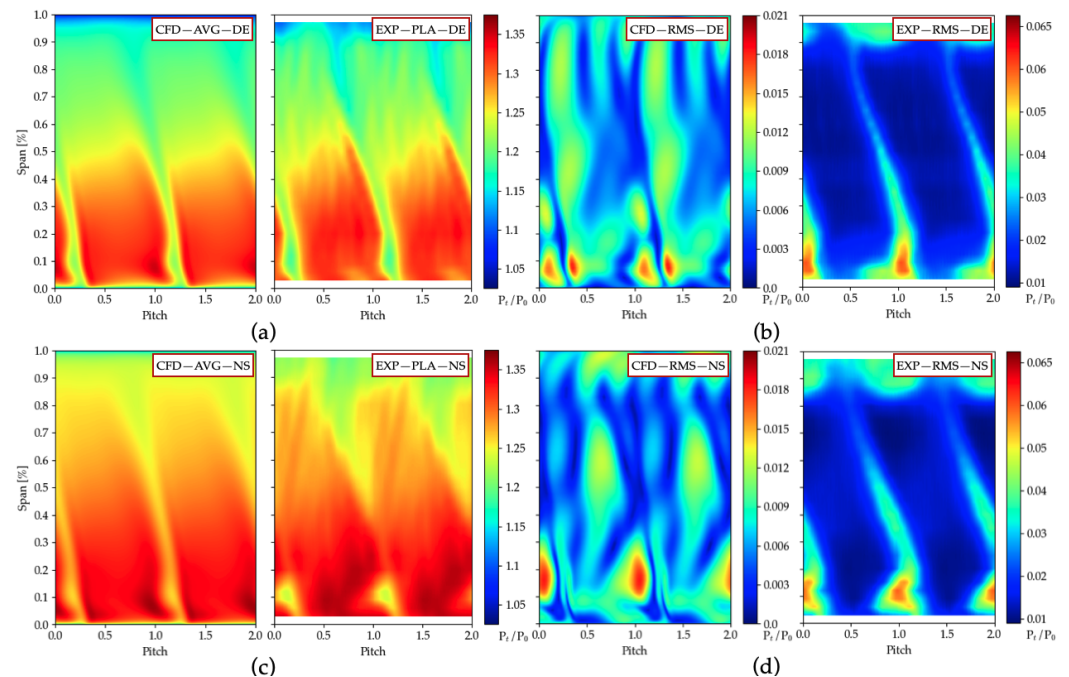 CFD−AVG−DE
EXP−PLA−DE
CFD−RMS−DE
EXP−RMS−DE
Span [%]
1.0
0.9
0.8
0.7
0.6
0.5
0.4
0.3
0.2
0.1
0.0
0.0 0.5 1.0 1.5 2.0
Pitch
0.0 0.5 1.0 1.5 2.0
Pitch
1.35
1.3
1.25
1.2
1.15
1.1
1.05
Pt/P0
(a)
0.0 0.5 1.0 1.5 2.0
Pitch
0.021
0.018
0.015
0.012
0.009
0.006
0.003
0.0
Pt/P0
0.0 0.5 1.0 1.5 2.0
Pitch
0.065
0.06
0.05
0.04
0.03
0.02
0.01
Pt/P0
(b)
CFD−AVG−NS
EXP−PLA−NS
CFD−RMS−NS
EXP−RMS−NS
Span [%]
1.0
0.9
0.8
0.7
0.6
0.5
0.4
0.3
0.2
0.1
0.0
0.0 0.5 1.0 1.5 2.0
Pitch
0.0 0.5 1.0 1.5 2.0
Pitch
1.35
1.3
1.25
1.2
1.15
1.1
1.05
Pt/P0
(c)
0.0 0.5 1.0 1.5 2.0
Pitch
0.021
0.018
0.015
0.012
0.009
0.006
0.003
0.0
Pt/P0
0.0 0.5 1.0 1.5 2.0
Pitch
0.065
0.06
0.05
0.04
0.03
0.02
0.01
Pt/P0
(d)